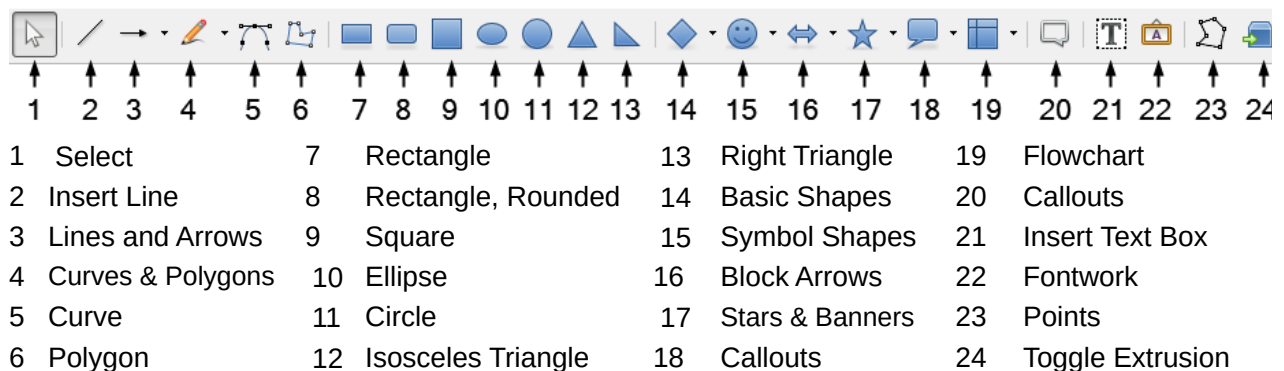 T A
1 2 3 4 5 6 7 8 9 10 11 12 13 14 15 16 17 18 19 20 21 22 23 24
1 Select 7 Rectangle 13 Right Triangle 19 Flowchart
2 Insert Line 8 Rectangle, Rounded 14 Basic Shapes 20 Callouts
3 Lines and Arrows 9 Square 15 Symbol Shapes 21 Insert Text Box
4 Curves & Polygons 10 Ellipse 16 Block Arrows 22 Fontwork
5 Curve 11 Circle 17 Stars & Banners 23 Points
6 Polygon 12 Isosceles Triangle 18 Callouts 24 Toggle Extrusion